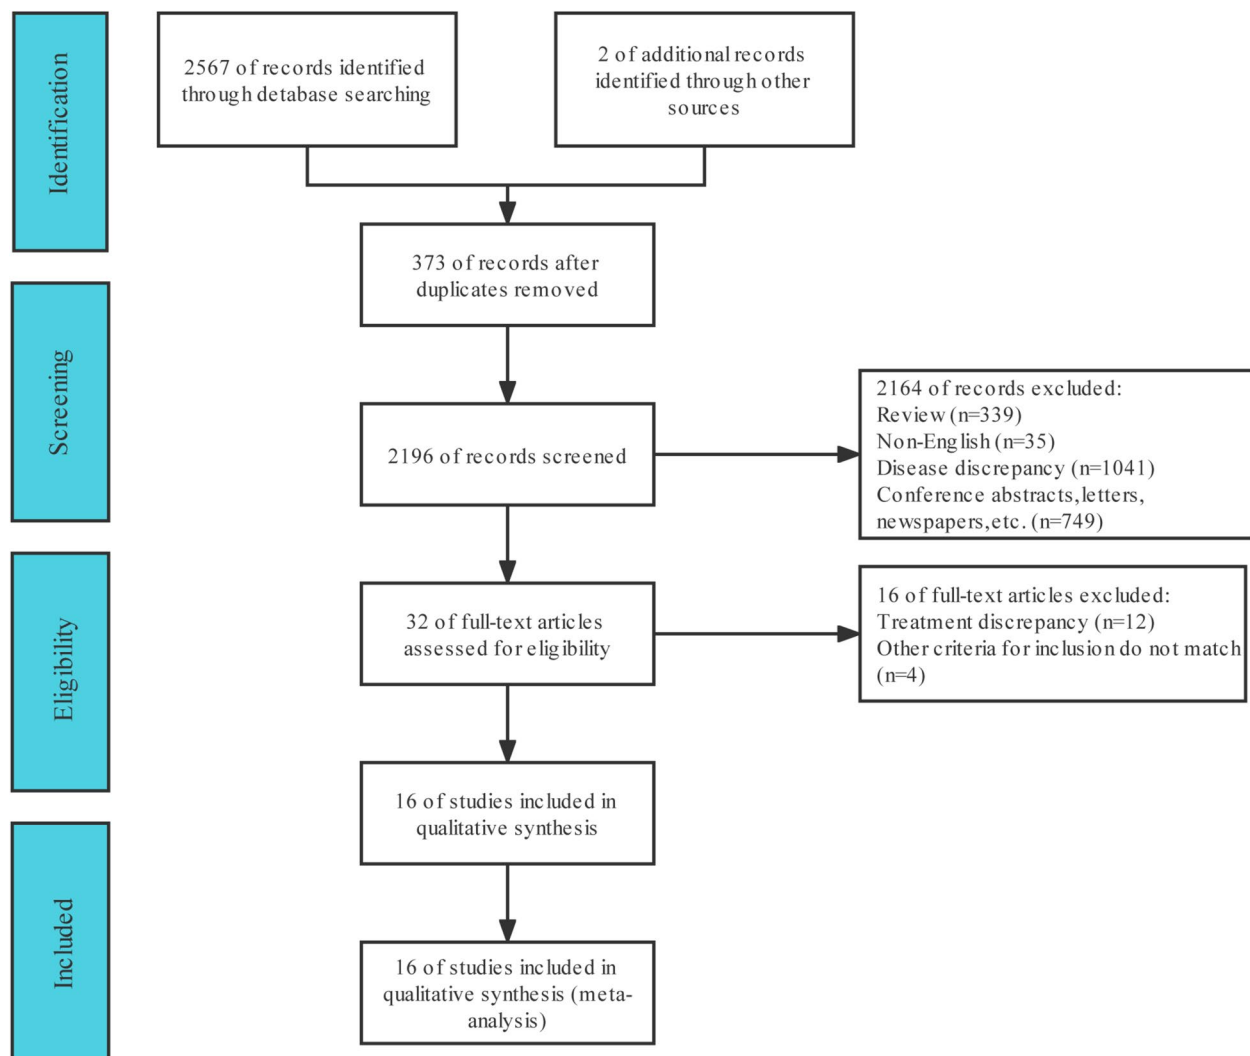 Identification
2567 of records identified
through detabase searching
2 of additional records
identified through other
sources
373 of records after
duplicates removed
Screening
2196 of records screened
2164 of records excluded:
Review (n=339)
Non-English (n=35)
Disease discrepancy (n=1041)
Conference abstracts,letters,
newspapers,etc. (n=749)
Eligibility
32 of full-text articles
assessed for eligibility
16 of full-text articles excluded:
Treatment discrepancy (n=12)
Other criteria for inclusion do not match
(n=4)
16 of studies included in
qualitative synthesis
Included
16 of studies included in
qualitative synthesis (meta-
analysis)